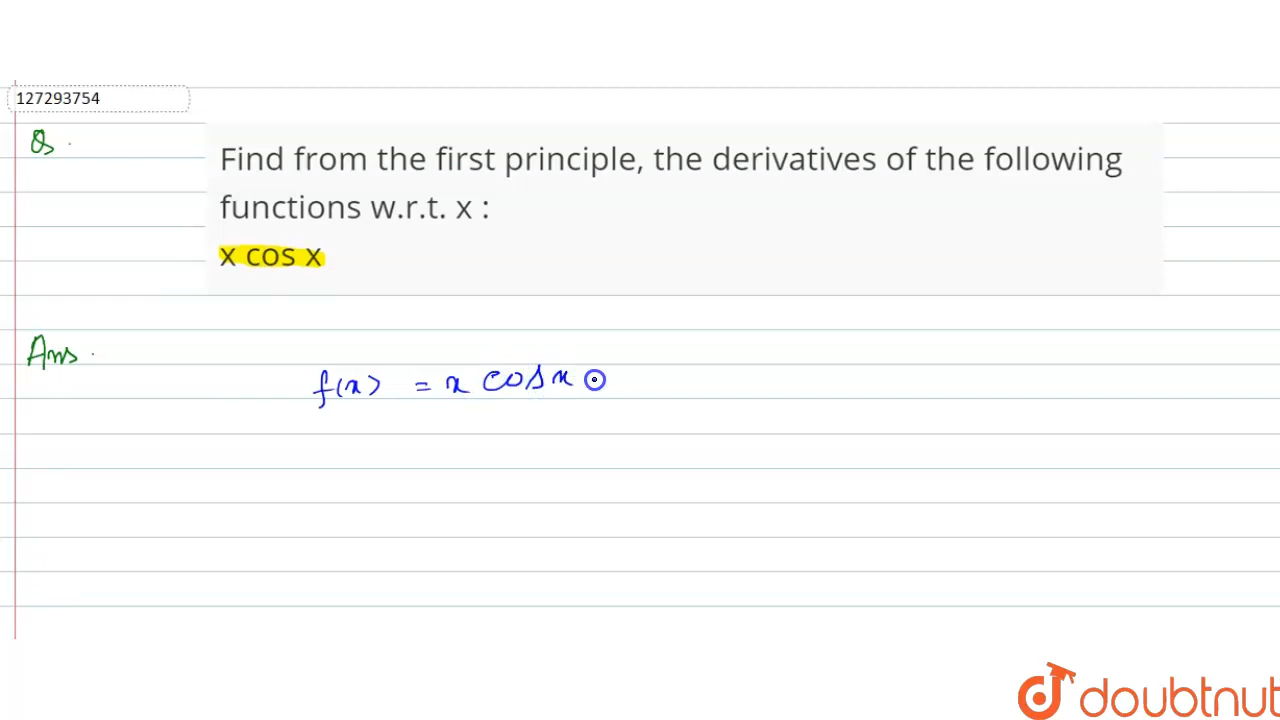 127293754
Q.
Find from the first principle, the derivatives of the following
functions w.r.t. x :
x cos x
Ans.
f(x) = x cos x
doubtnut